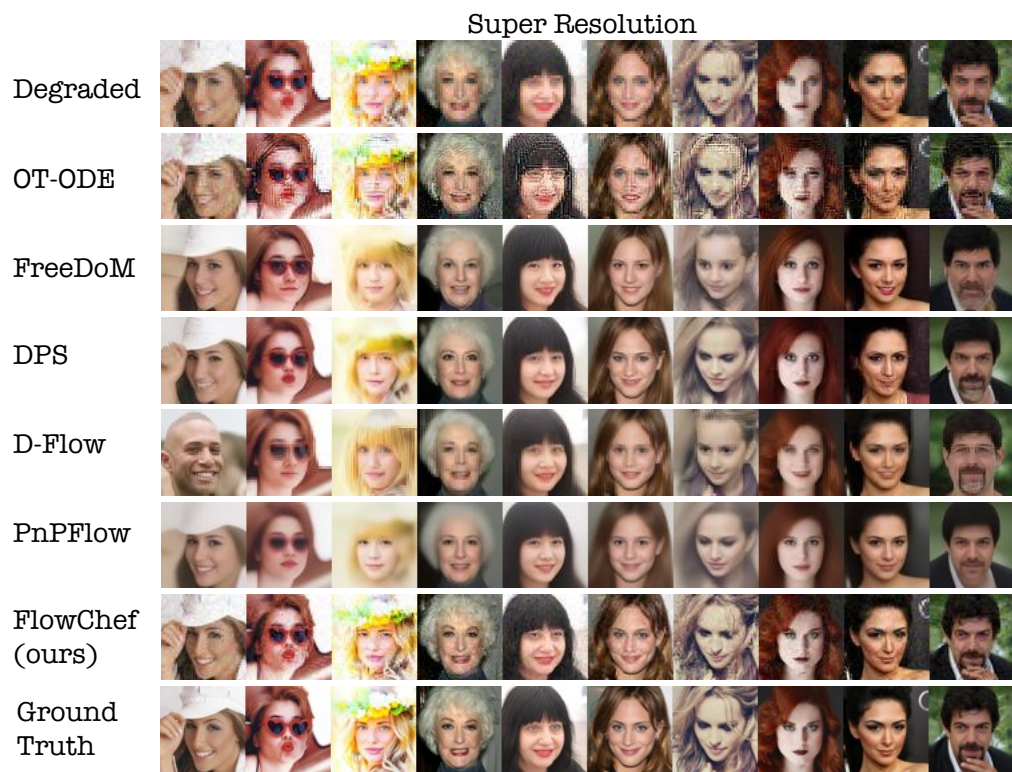 Super Resolution
Degraded
OT-ODE
FreeDoM
DPS
D-Flow
PnPFlow
FlowChef
(ours)
Ground
Truth